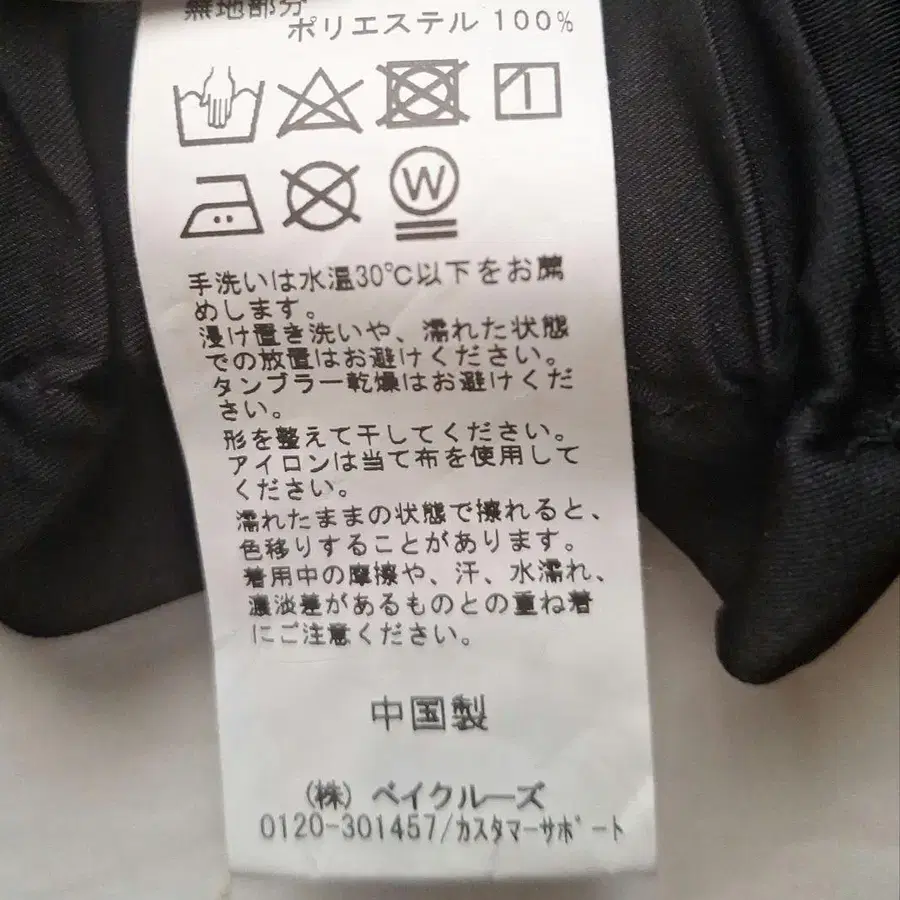 無地部分
ポリエステル 100%
W
手洗いは水温30℃以下をお薦
めします。
浸け置き洗いや、濡れた状態
での放置はお避けください。
タンブラー乾燥はお避けくだ
さい。
形を整えて干してください。
アイロンは当て布を使用して
ください。
濡れたままの状態で擦れると、
色移りすることがあります。
着用中の摩擦や、汗、水濡れ、
濃淡差があるものとの重ね着
にご注意ください。
中国製
(株) ベイクルーズ
0120-301457/カスタマーサポート